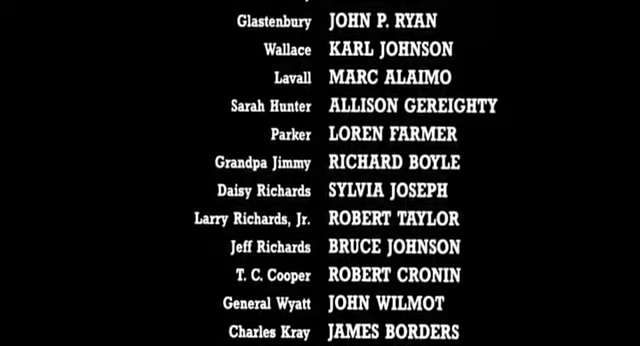 Glastenbury JOHN P. RYAN
Wallace KARL JOHNSON
Lavall MARC ALAIMO
Sarah Hunter ALLISON GEREIGHTY
Parker LOREN FARMER
Grandpa Jimmy RICHARD BOYLE
Daisy Richards SYLVIA JOSEPH
Larry Richards, Jr. ROBERT TAYLOR
Jeff Richards BRUCE JOHNSON
T. C. Cooper ROBERT CRONIN
General Wyatt JOHN WILMOT
Charles Kray JAMES BORDERS